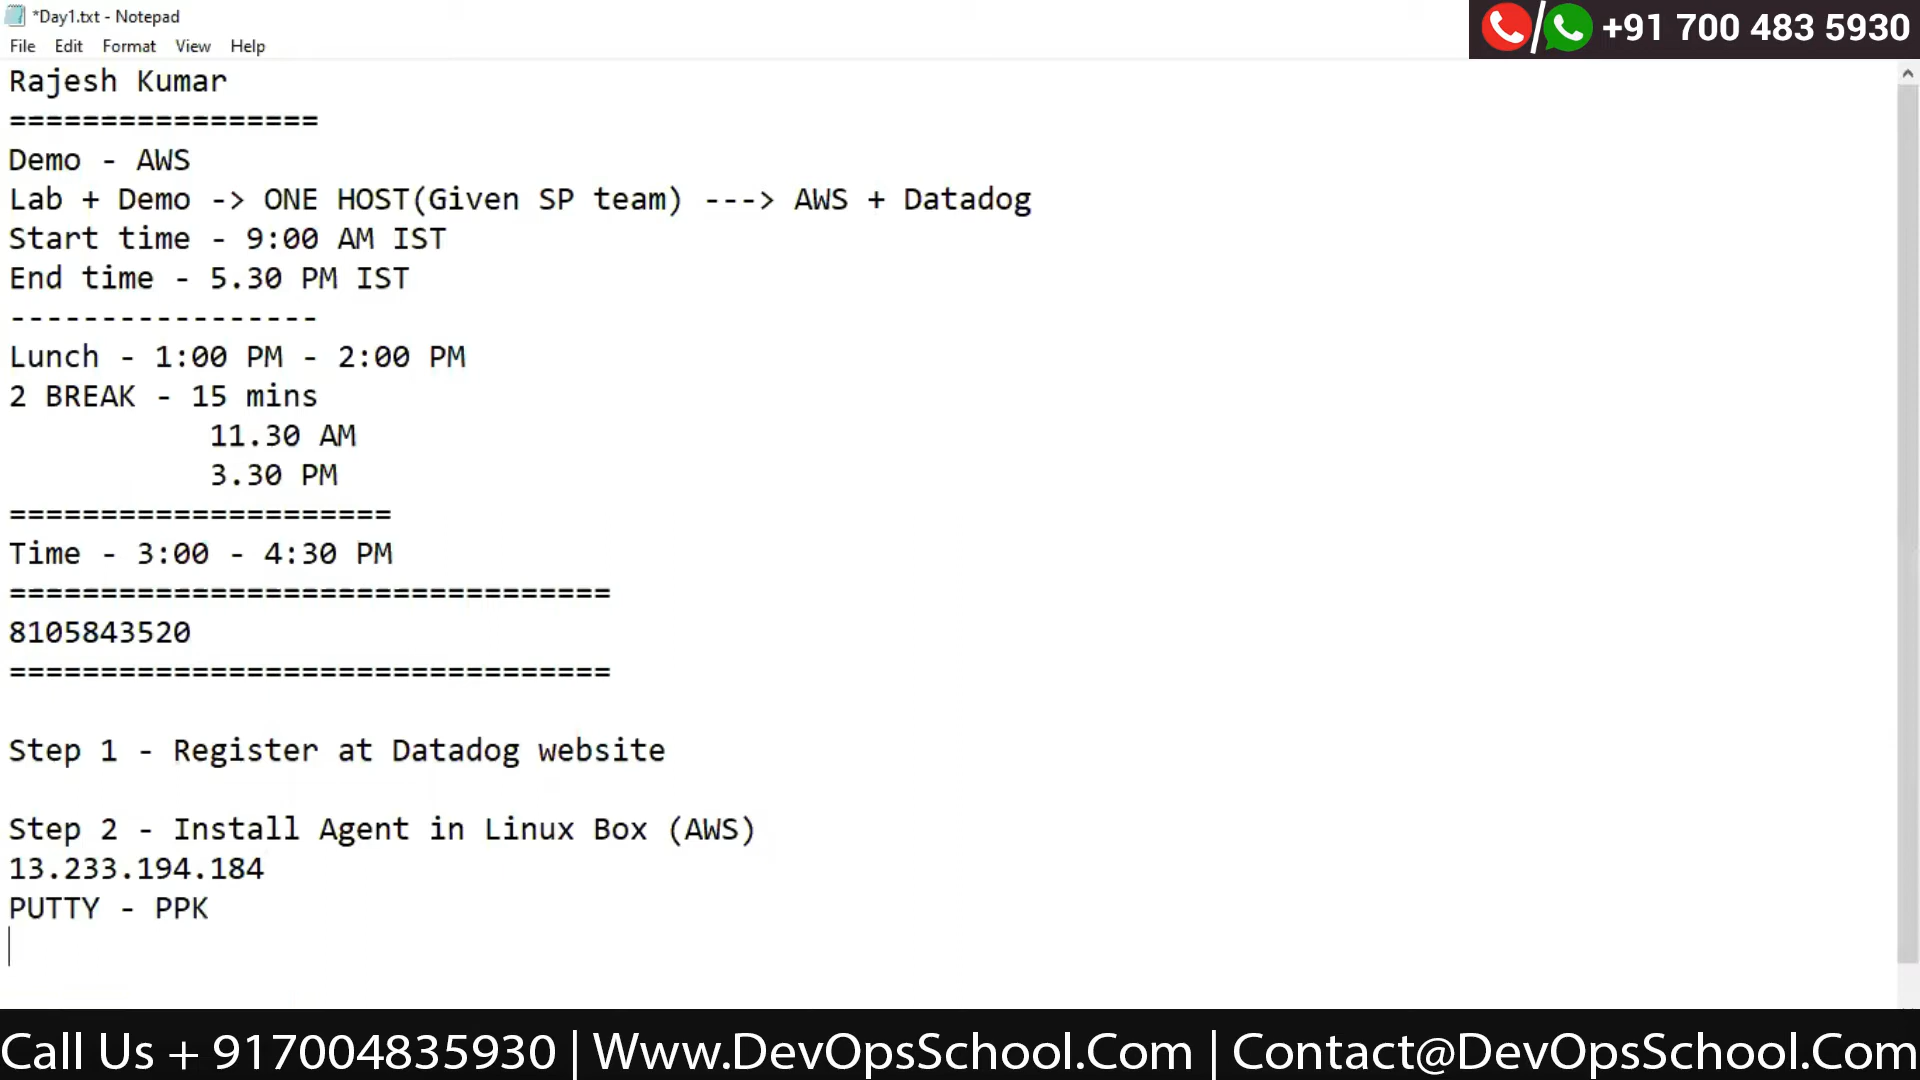 *Day1.txt - Notepad
+91 700 483 5930
File Edit Format View Help
Rajesh Kumar
=================
Demo - AWS
Lab + Demo -> ONE HOST(Given SP team) ---> AWS + Datadog
Start time - 9:00 AM IST
End time - 5.30 PM IST
-----------------
Lunch - 1:00 PM - 2:00 PM
2 BREAK - 15 mins
11.30 AM
3.30 PM
=====================
Time - 3:00 - 4:30 PM
=================================
8105843520
=================================
Step 1 - Register at Datadog website
Step 2 - Install Agent in Linux Box (AWS)
13.233.194.184
PUTTY - PPK
Call Us + 917004835930 | Www.DevOpsSchool.Com | Contact@DevOpsSchool.Com